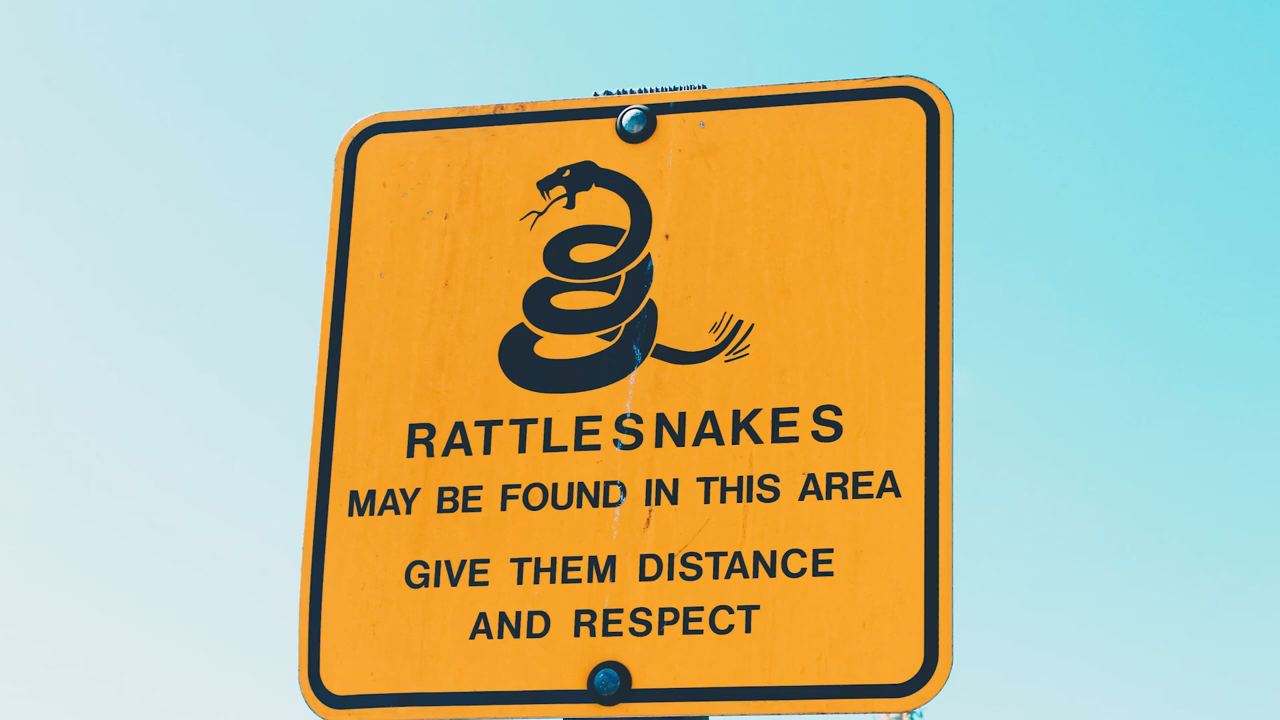 RATTLESNAKES
MAY BE FOUND IN THIS AREA
GIVE THEM DISTANCE
AND RESPECT